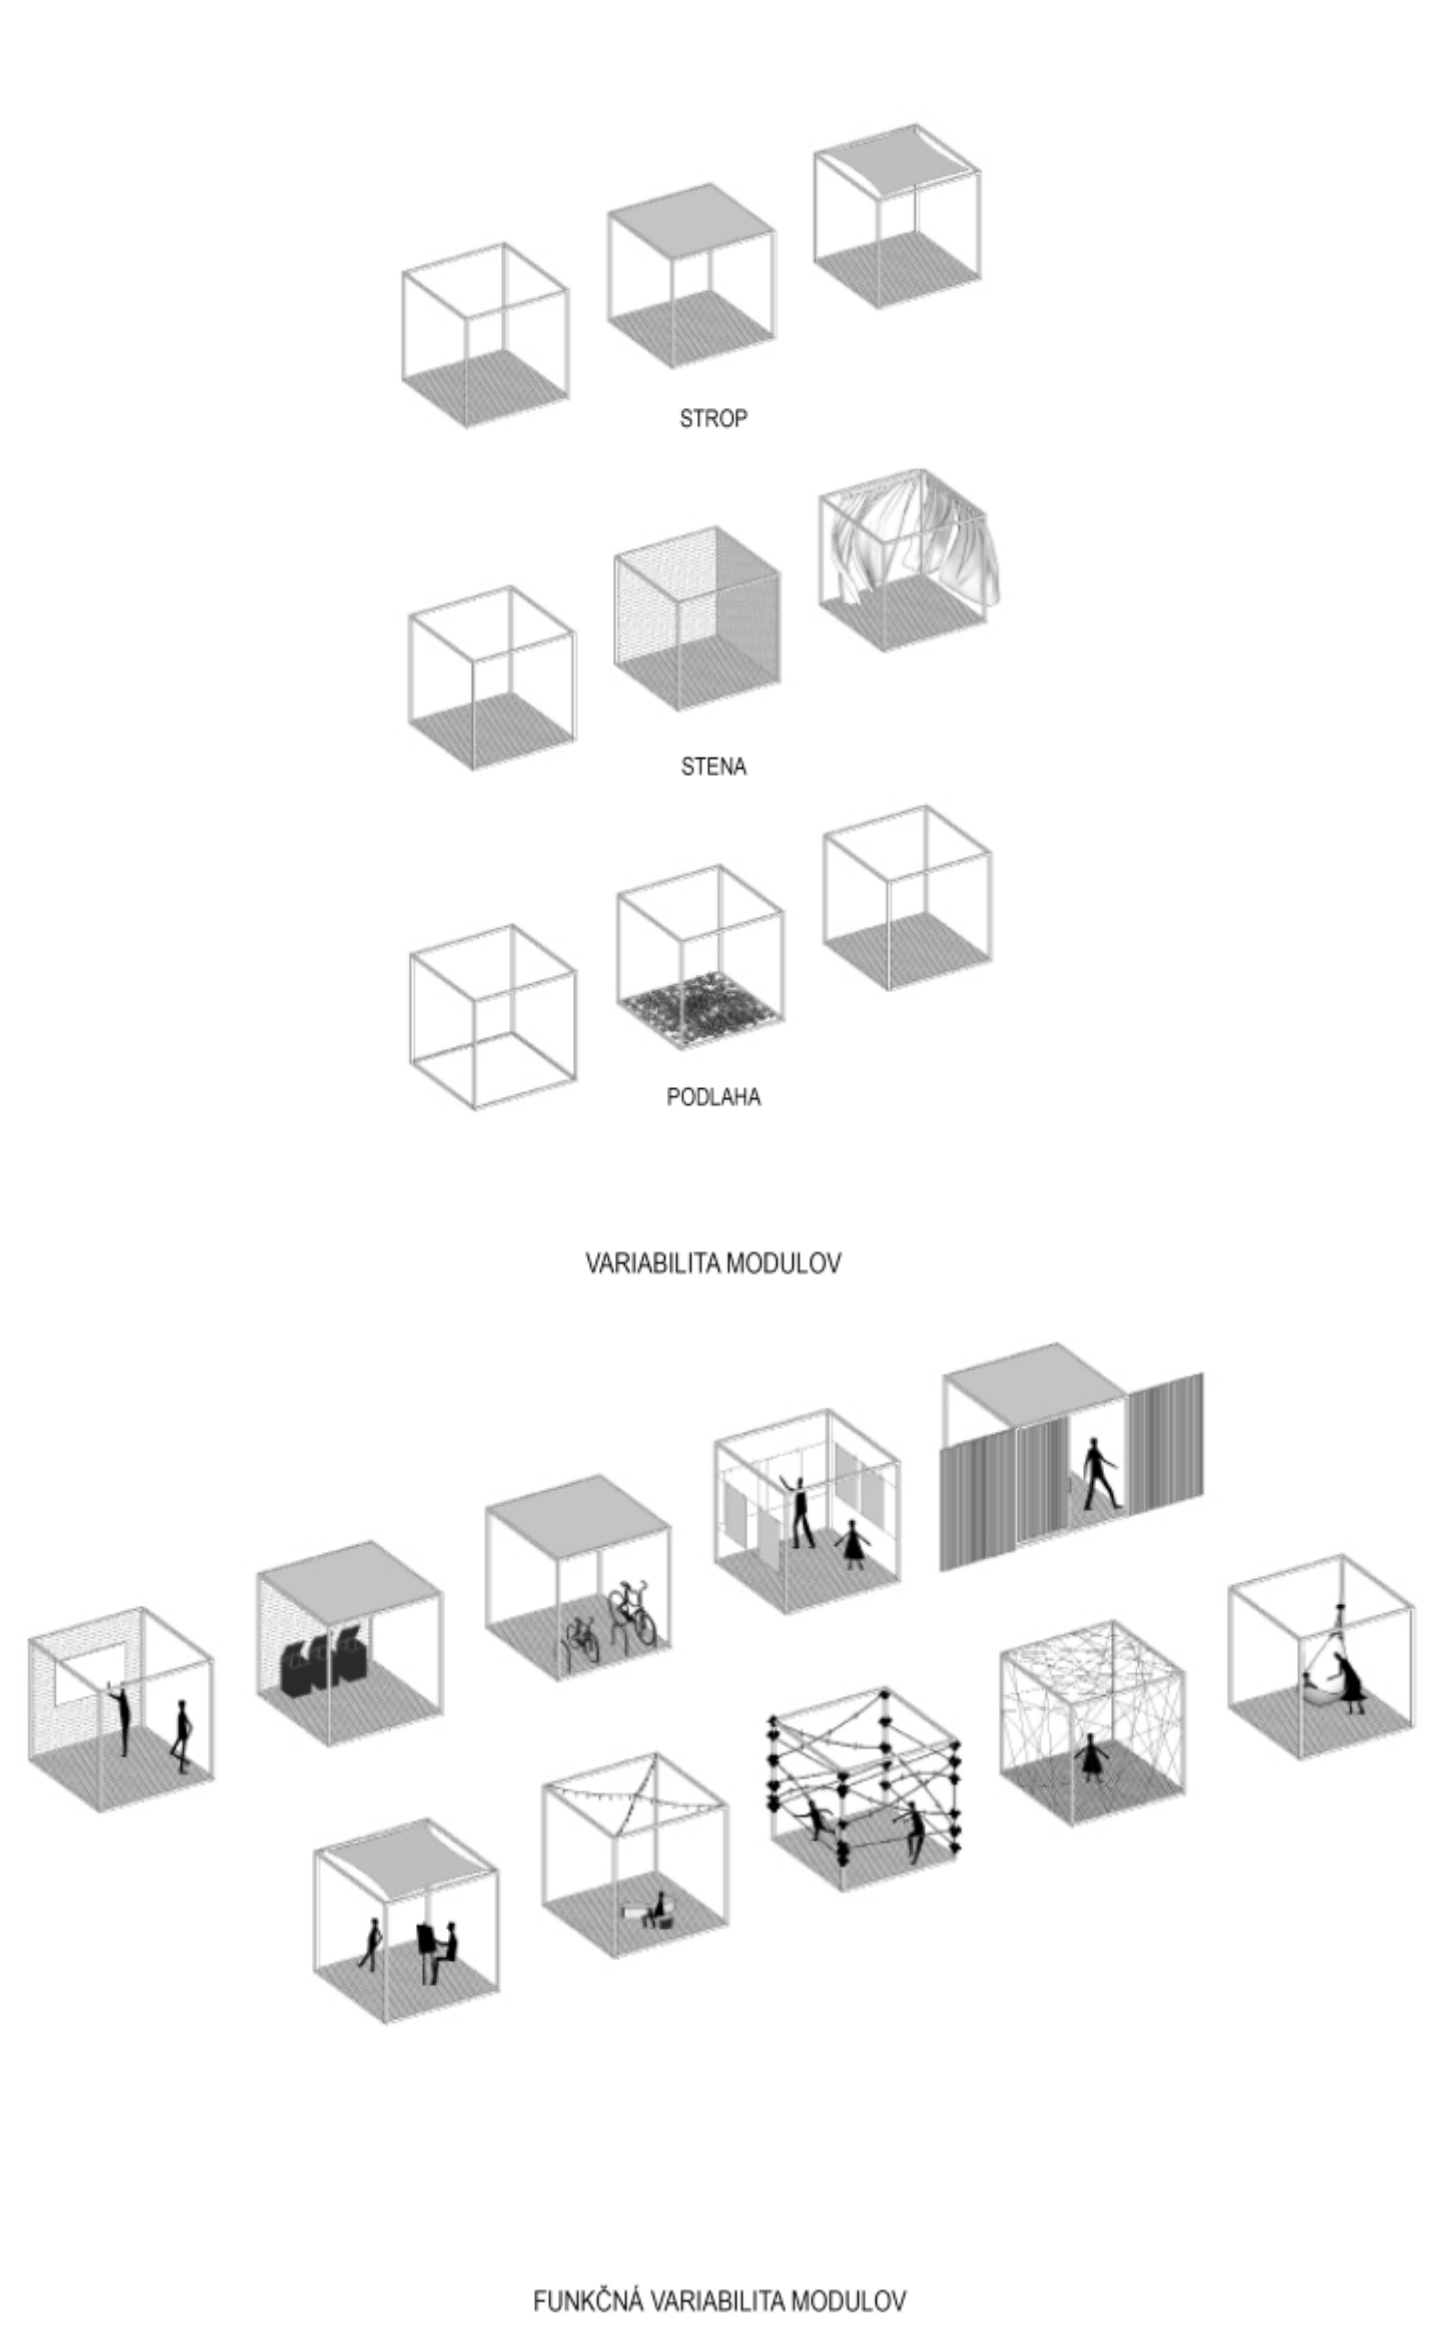 STROP
STENA
PODLAHA
VARIABILITA MODULOV
FUNKČNÁ VARIABILITA MODULOV